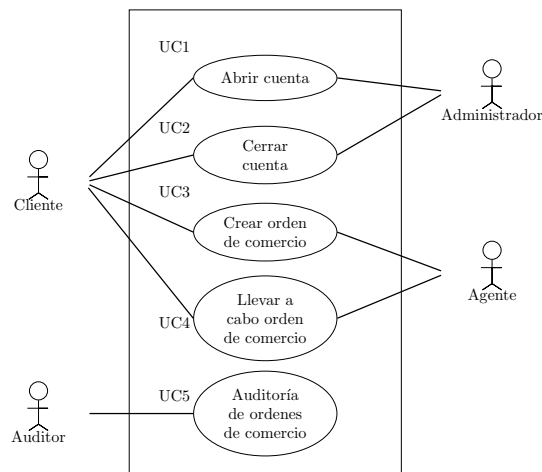 UC1
Abrir cuenta
Administrador
UC2
Cerrar
cuenta
Cliente
UC3
Crear orden
de comercio
Agente
Llevar a
cabo orden
de comercio
UC4
UC5
Auditoría
de ordenes
de comercio
Auditor